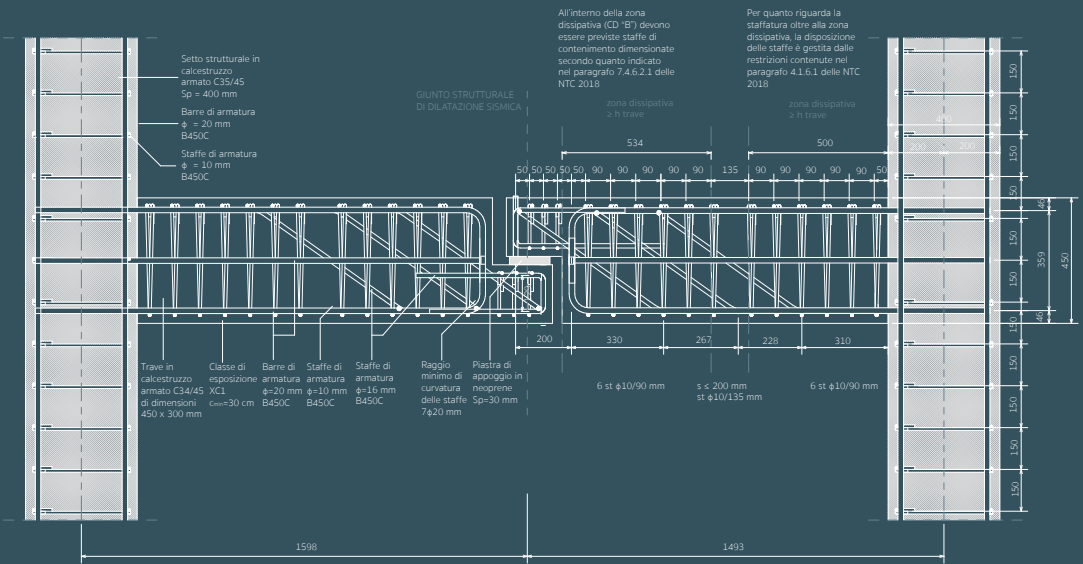 All'interno della zona
dissipativa (CD "B") devono
essere previste staffe di
contenimento dimensionate
secondo quanto indicato
nel paragrafo 7.4.6.2.1 delle
NTC 2018
Per quanto riguarda la
staffatura oltre alla zona
dissipativa, la disposizione
delle staffe è gestita dalle
restrizioni contenute nel
paragrafo 4.1.6.1 delle NTC
2018
Setto strutturale in
calcestruzzo
armato C35/45
Sp = 400 mm
Barre di armatura
ϕ = 20 mm
B450C
Staffe di armatura
ϕ = 10 mm
B450C
GIUNTO STRUTTURALE
DI DILATAZIONE SISMICA
zona dissipativa
≥ h trave
zona dissipativa
≥ h trave
534
500
200 200
50 50 50 50 50 90 90 90 90 90 135 90 90 90 90 90 50
150
150
150
150
46
150
359
450
150
46
150
150
150
150
150
200
330
267
228
310
6 st ϕ10/90 mm
s ≤ 200 mm
st ϕ10/135 mm
6 st ϕ10/90 mm
Trave in
calcestruzzo
armato C34/45
di dimensioni
450 x 300 mm
Classe di
esposizione
XC1
cmin=30 cm
Barre di
armatura
ϕ=20 mm
B450C
Staffe di
armatura
ϕ=10 mm
B450C
Staffe di
armatura
ϕ=16 mm
B450C
Raggio
minimo di
curvatura
delle staffe
7ϕ20 mm
Piastra di
appoggio in
neoprene
Sp=30 mm
1598
1493